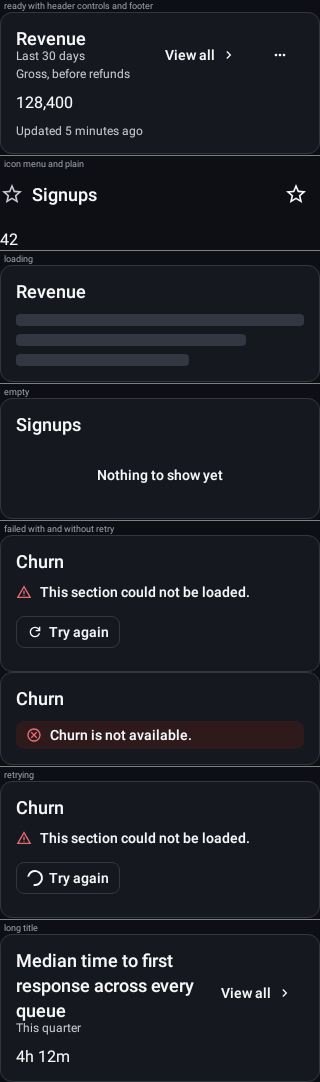 ready with header controls and footer
Revenue
Last 30 days
View all
Gross, before refunds
128,400
Updated 5 minutes ago
icon menu and plain
Signups
42
loading
Revenue
empty
Signups
Nothing to show yet
failed with and without retry
Churn
This section could not be loaded.
Try again
Churn
Churn is not available.
retrying
Churn
This section could not be loaded.
Try again
long title
Median time to first
response across every
queue
View all
This quarter
4h 12m